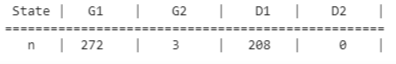 State | G1 | G2 | D1 | D2 |
==================================================
n | 272 | 3 | 208 | 0 |